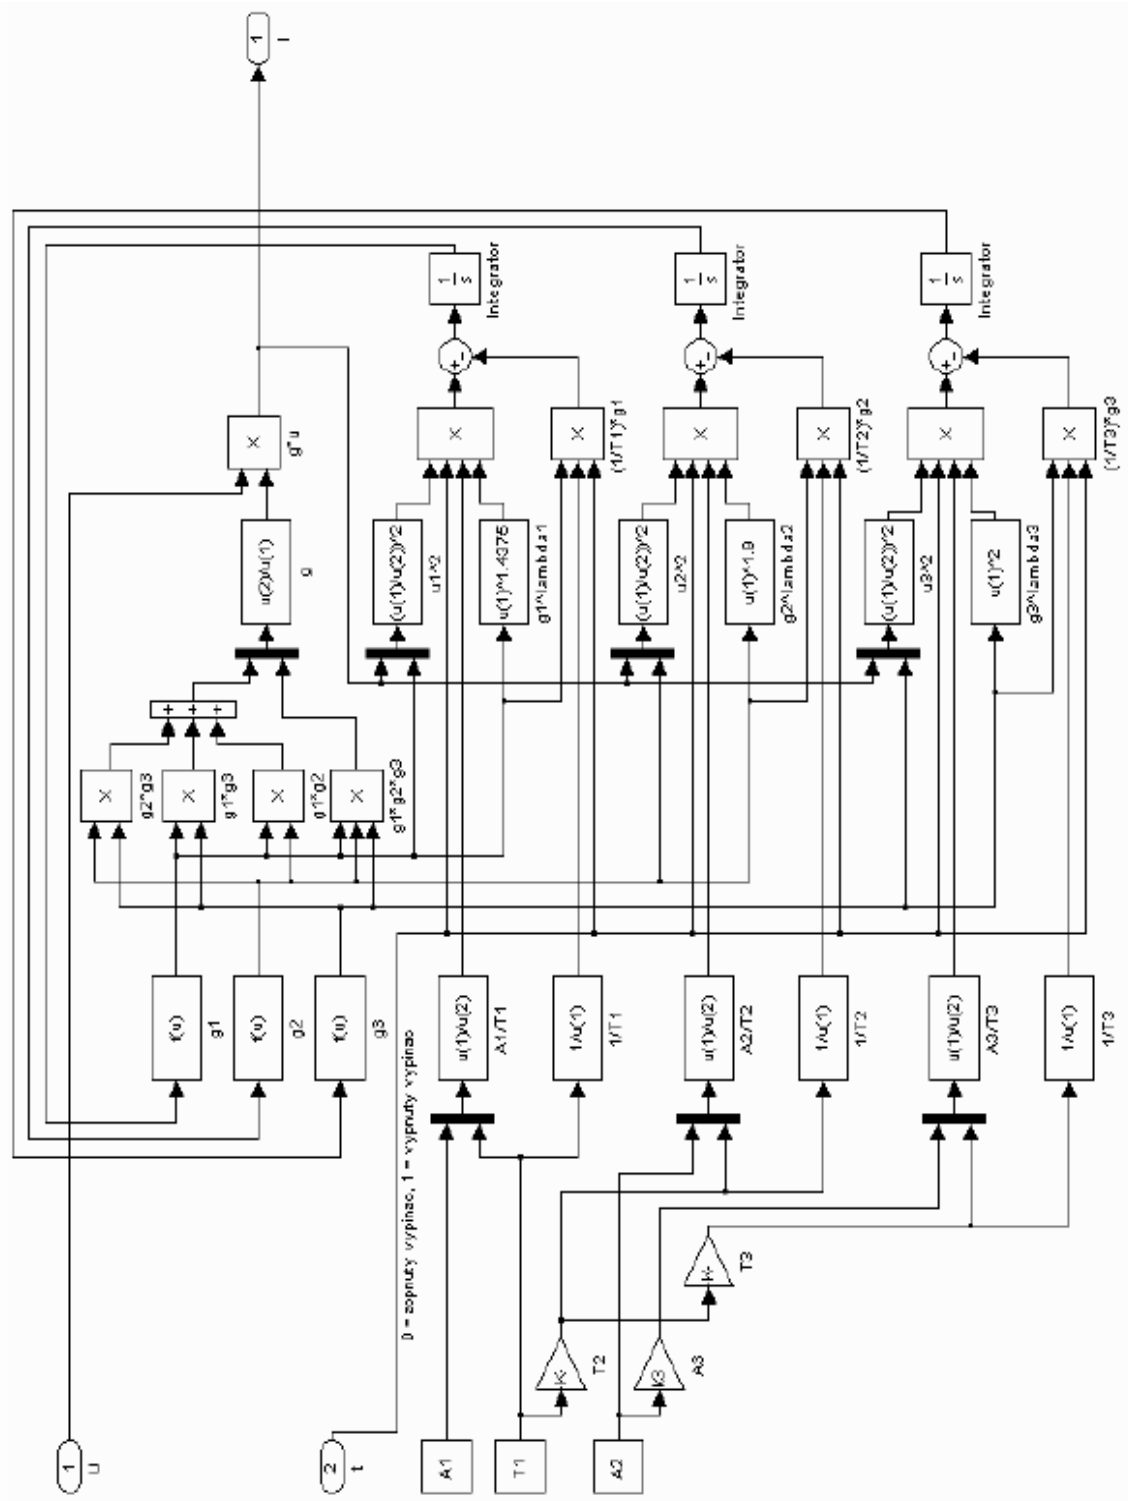 1
u
2
t
0 = zopnuty vypinac, 1 = vypnuty vypinac
A1
T1
A2
K-
T2
k3
A3
K-
T3
f(u)
g1
f(u)
g2
f(u)
g3
u(1)/u(2)
A1/T1
1/u(1)
1/T1
u(1)/u(2)
A2/T2
1/u(1)
1/T2
u(1)/u(2)
A3/T3
1/u(1)
1/T3
X
g2*g3
X
g1*g3
X
g1*g2
X
g1*g2*g3
+
+
+
u(2)/u(1)
g
X
g*u
(u(1)/u(2))^2
u1^2
u(1)^1.4375
g1^lambda1
(u(1)/u(2))^2
u2^2
u(1)^1.9
g2^lambda2
(u(1)/u(2))^2
u3^2
u(1)^2
g3^lambda3
X
X
(1/T1)*g1
X
X
(1/T2)*g2
X
X
(1/T3)*g3
+-
+-
+-
1
s
Integrator
1
s
Integrator
1
s
Integrator
1